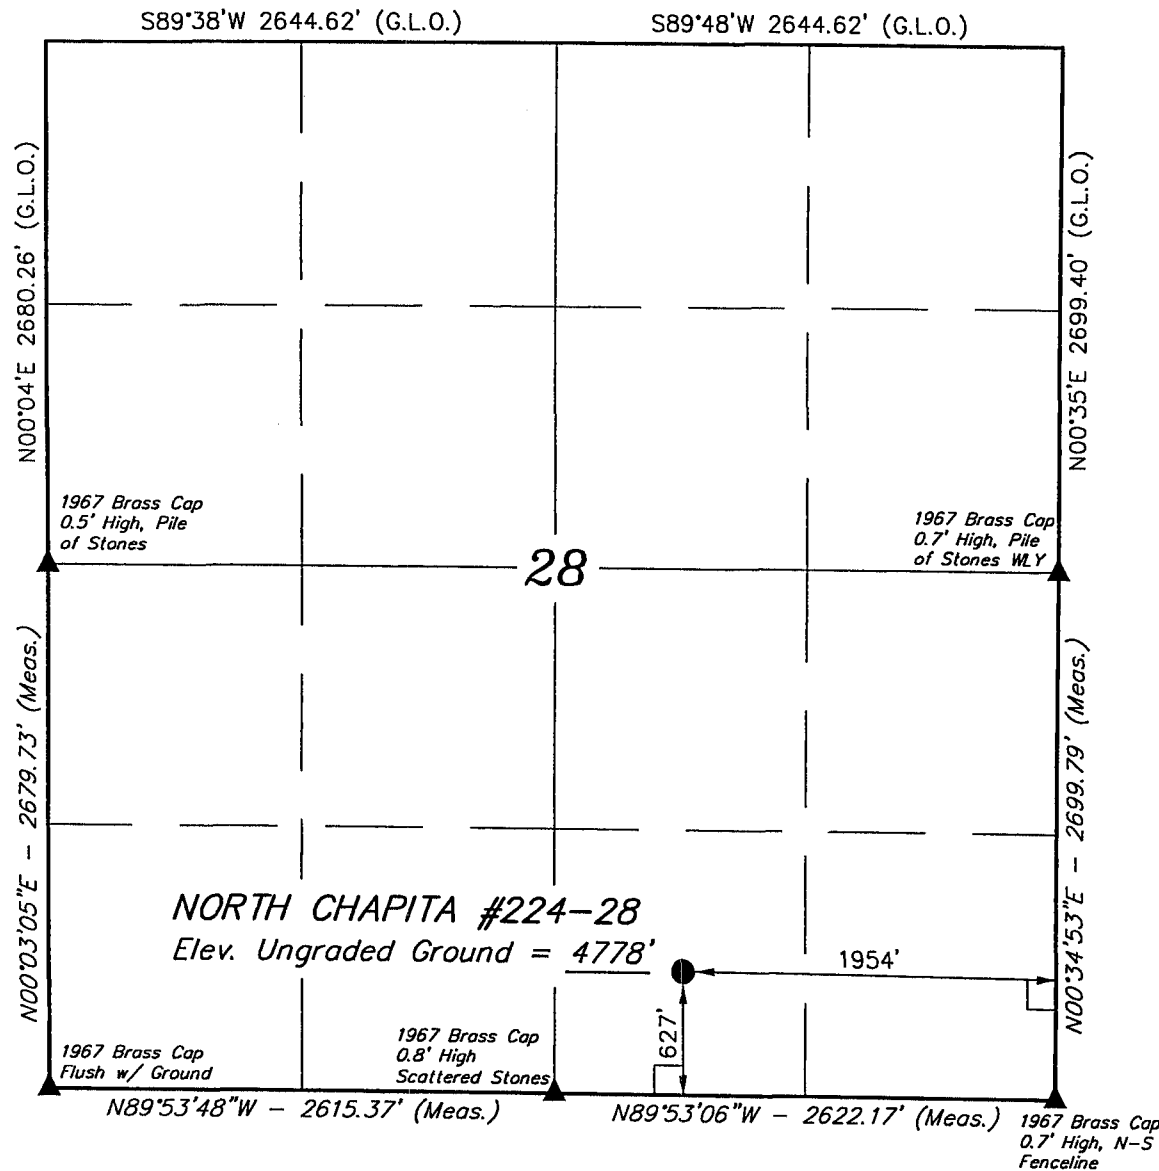 S89°38'W 2644.62' (G.L.O.)
S89°48'W 2644.62' (G.L.O.)
N00°04'E 2680.26' (G.L.O.)
N00°35'E 2699.40' (G.L.O.)
1967 Brass Cap
0.5' High, Pile
of Stones
1967 Brass Cap
0.7' High, Pile
of Stones WLY
28
N00°03'05"E - 2679.73' (Meas.)
N00°34'53"E - 2699.79' (Meas.)
NORTH CHAPITA #224-28
Elev. Ungraded Ground = 4778'
1954'
627'
1967 Brass Cap
Flush w/ Ground
1967 Brass Cap
0.8' High
Scattered Stones
N89°53'48"W - 2615.37' (Meas.)
N89°53'06"W - 2622.17' (Meas.)
1967 Brass Cap
0.7' High, N-S
Fenceline